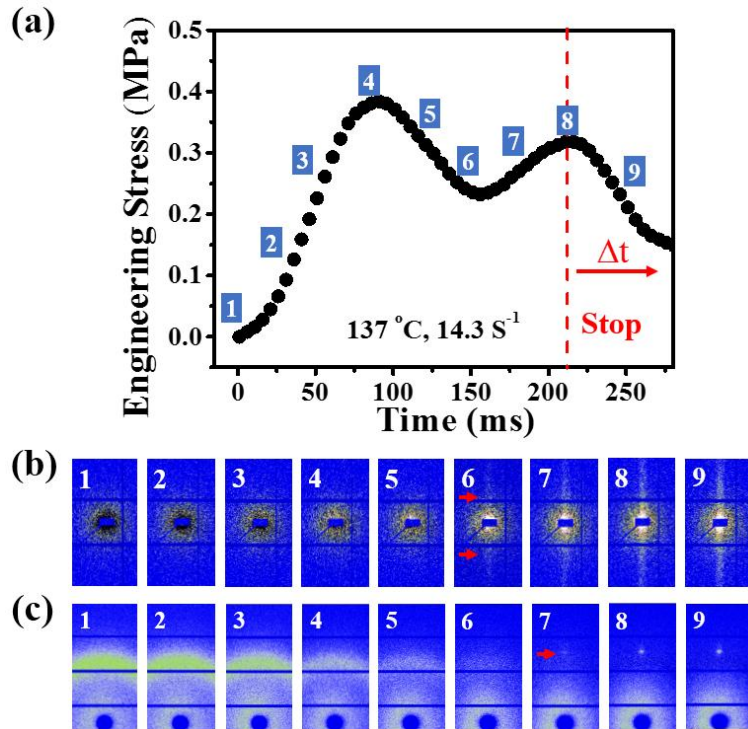 (a)
Engineering Stress (MPa)
0.5
0.4
0.3
0.2
0.1
0.0
1
2
3
4
5
6
7
8
9
Δt
Stop
137 °C, 14.3 S⁻¹
0 50 100 150 200 250
Time (ms)
(b)
1 2 3 4 5 6 7 8 9
(c)
1 2 3 4 5 6 7 8 9